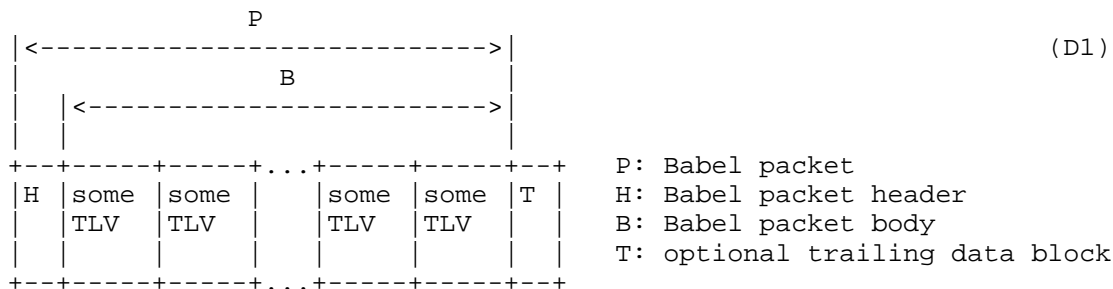 P
|<----------------------------->| (D1)
| B |
| |<------------------------->|
| | |
+--+-----+-----+...+-----+-----+--+ P: Babel packet
|H |some |some | |some |some |T | H: Babel packet header
| |TLV |TLV | |TLV |TLV | | B: Babel packet body
| | | | | | | | T: optional trailing data block
+--+-----+-----+...+-----+-----+--+